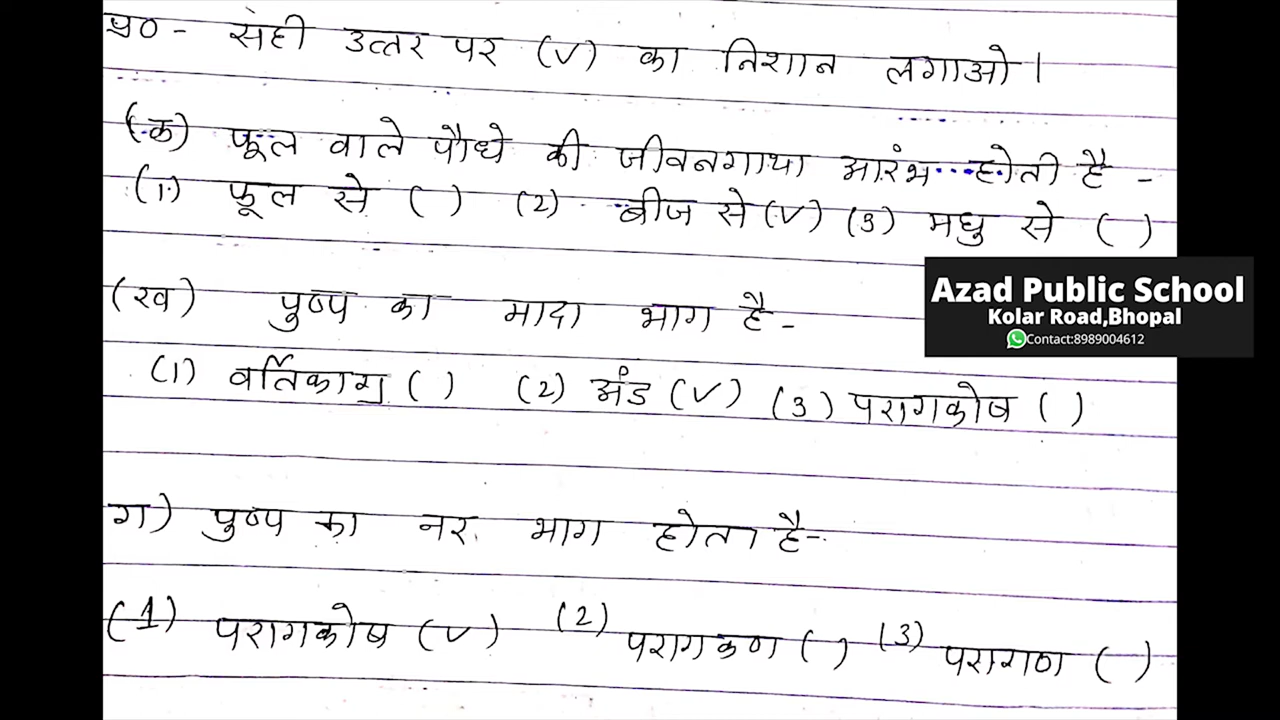 प्र० - सही उत्तर पर (√) का निशान लगाओ।
(क) फूल वाले पौधे की जीवनगाथा आरंभ होती है -
(1) फूल से ( ) (2) बीज से (√) (3) मधु से ( )
(ख) पुष्प का मादा भाग है -
(1) वर्तिकाग्र ( ) (2) अंड (√) (3) परागकोष ( )
ग) पुष्प का नर भाग होता है -
(1) परागकोष (√) (2) परागकण ( ) (3) परागण ( )
Azad Public School
Kolar Road,Bhopal
Contact:8989004612